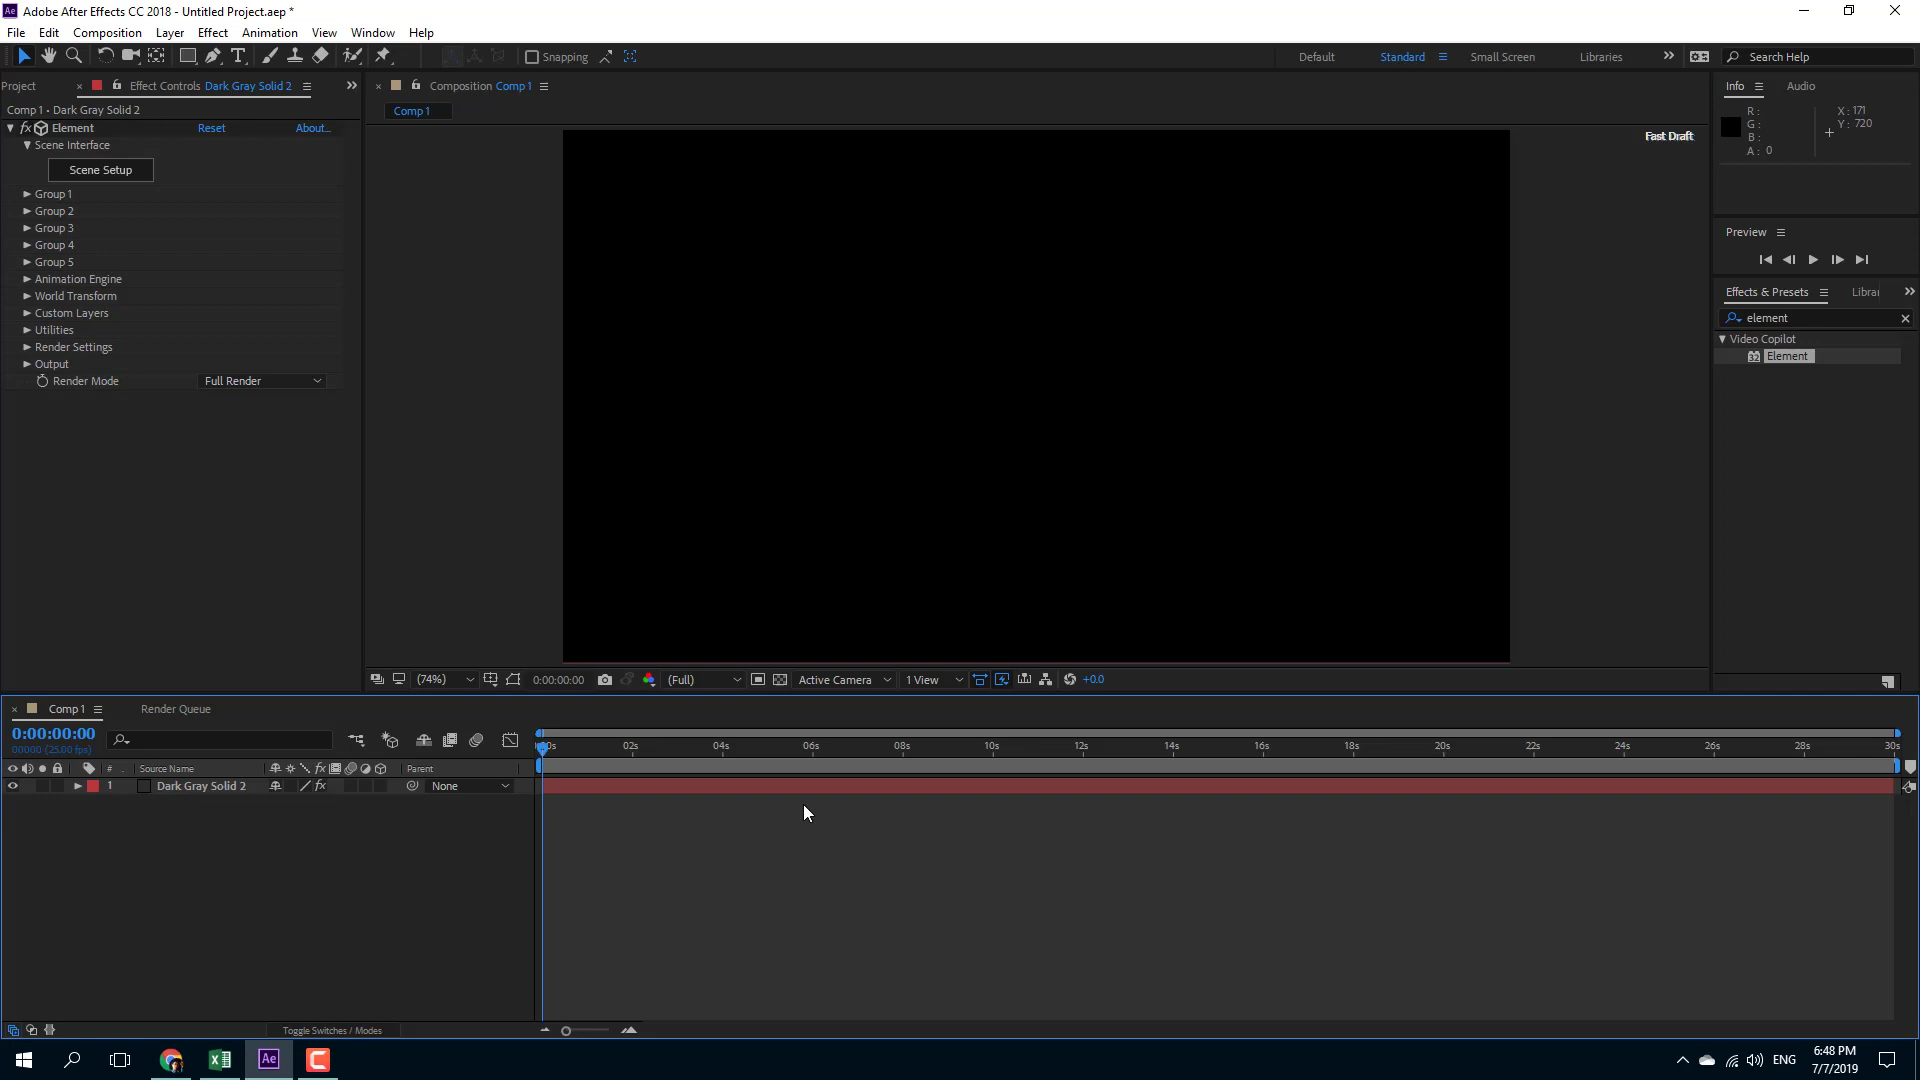 Adobe After Effects CC 2018 - Untitled Project.aep *
File Edit Composition Layer Effect Animation View Window Help
Snapping
Default Standard Small Screen Libraries Search Help
Project Effect Controls Dark Gray Solid 2
Composition Comp 1
Info Audio
Comp 1 • Dark Gray Solid 2
Comp 1
R:
G:
B:
A: 0
X: 171
Y: 720
fx Element Reset About...
Fast Draft
Scene Interface
Scene Setup
Group 1
Group 2
Group 3
Group 4
Group 5
Animation Engine
World Transform
Custom Layers
Utilities
Render Settings
Output
Render Mode Full Render
Preview
Effects & Presets Librar
element
Video Copilot
32 Element
(74%) 0:00:00:00 (Full) Active Camera 1 View +0.0
Comp 1 Render Queue
0:00:00:00
00000 (25.00 fps)
00s 02s 04s 06s 08s 10s 12s 14s 16s 18s 20s 22s 24s 26s 28s 30s
# Source Name fx Parent
1 Dark Gray Solid 2 fx None
Toggle Switches / Modes
Ae
ENG
6:48 PM
7/7/2019